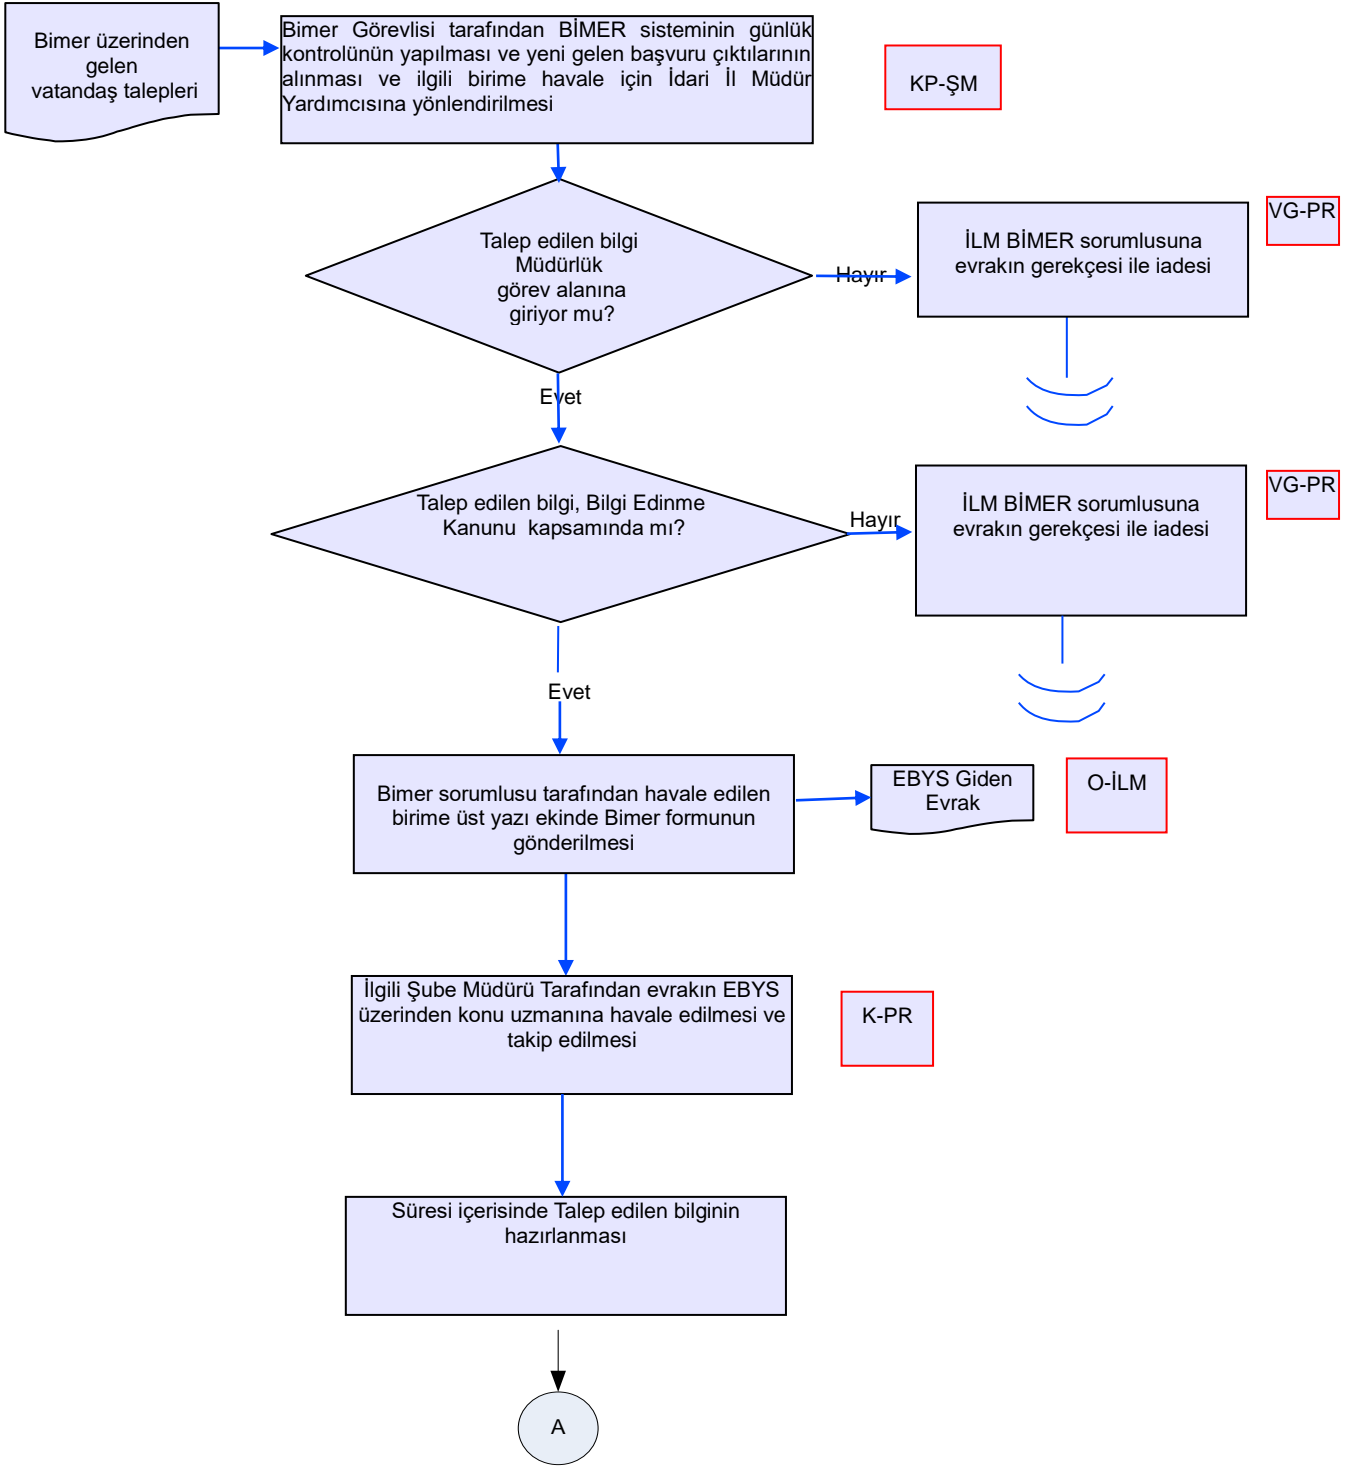 Bimer üzerinden
gelen
vatandaş talepleri
Bimer Görevlisi tarafından BİMER sisteminin günlük
kontrolünün yapılması ve yeni gelen başvuru çıktılarının
alınması ve ilgili birime havale için İdari İl Müdür
Yardımcısına yönlendirilmesi
KP-ŞM
Talep edilen bilgi
Müdürlük
görev alanına
giriyor mu?
Hayır
İLM BİMER sorumlusuna
evrakın gerekçesi ile iadesi
VG-PR
Evet
Talep edilen bilgi, Bilgi Edinme
Kanunu kapsamında mı?
Hayır
İLM BİMER sorumlusuna
evrakın gerekçesi ile iadesi
VG-PR
Evet
Bimer sorumlusu tarafından havale edilen
birime üst yazı ekinde Bimer formunun
gönderilmesi
EBYS Giden
Evrak
O-İLM
İlgili Şube Müdürü Tarafından evrakın EBYS
üzerinden konu uzmanına havale edilmesi ve
takip edilmesi
K-PR
Süresi içerisinde Talep edilen bilginin
hazırlanması
A